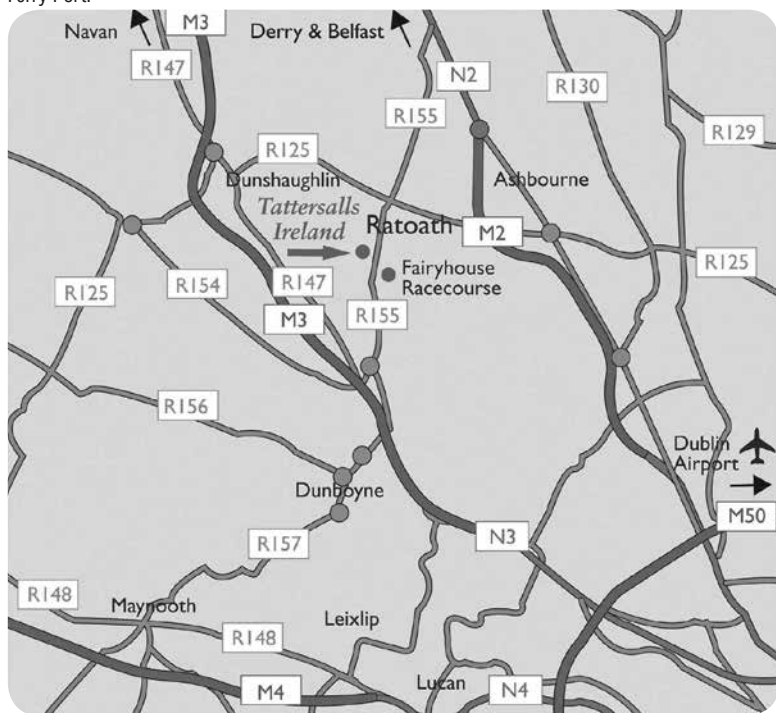 Ferry Port.
M3
Navan
Derry & Belfast
R147
N2
R155
R130
R129
R125
Dunshaughlin
Ashbourne
Tattersalls
Ireland
Ratoath
M2
Fairyhouse
Racecourse
R125
R125
R154
R147
M3
R155
R156
Dublin
Airport
Dunboyne
M50
N3
R157
R148
Maynooth
Leixlip
R148
M4
Lucan
N4